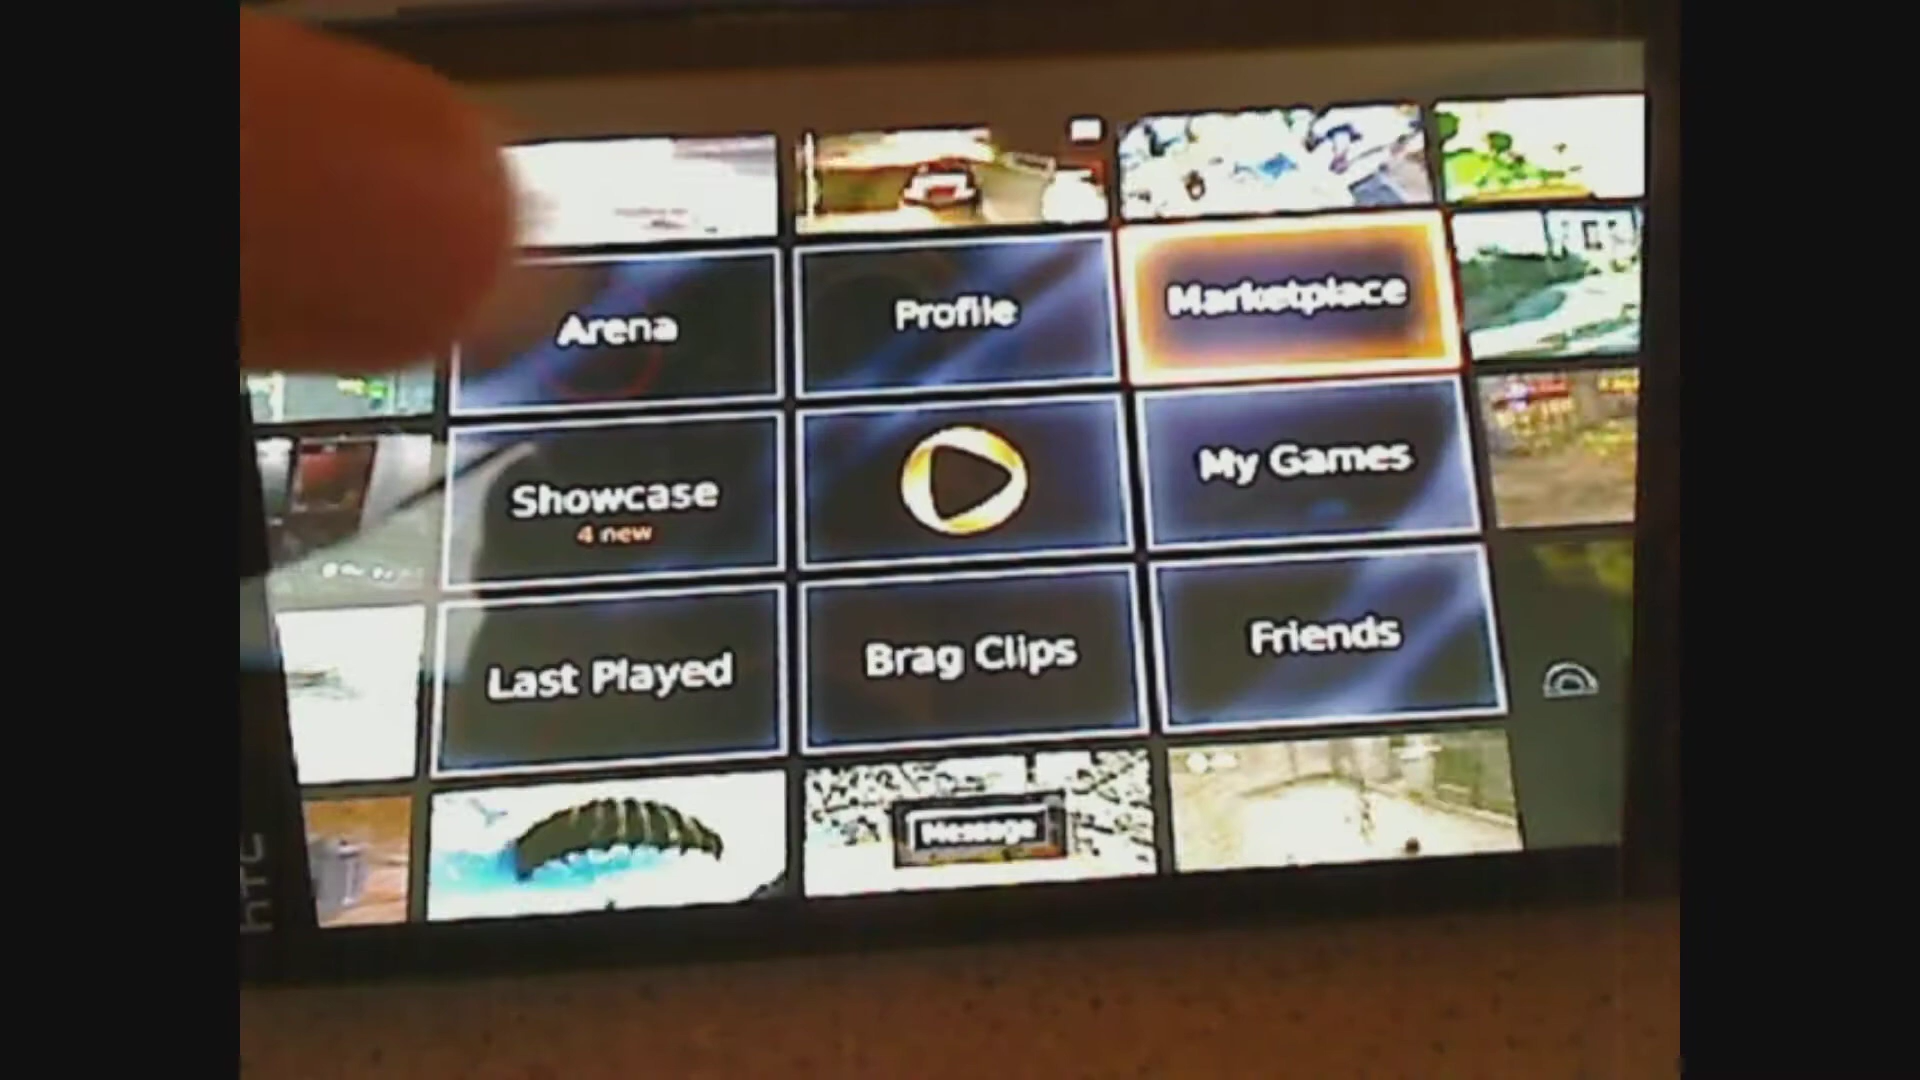 Arena
Profile
Marketplace
Showcase
4 new
My Games
Last Played
Brag Clips
Friends
Message
hTC